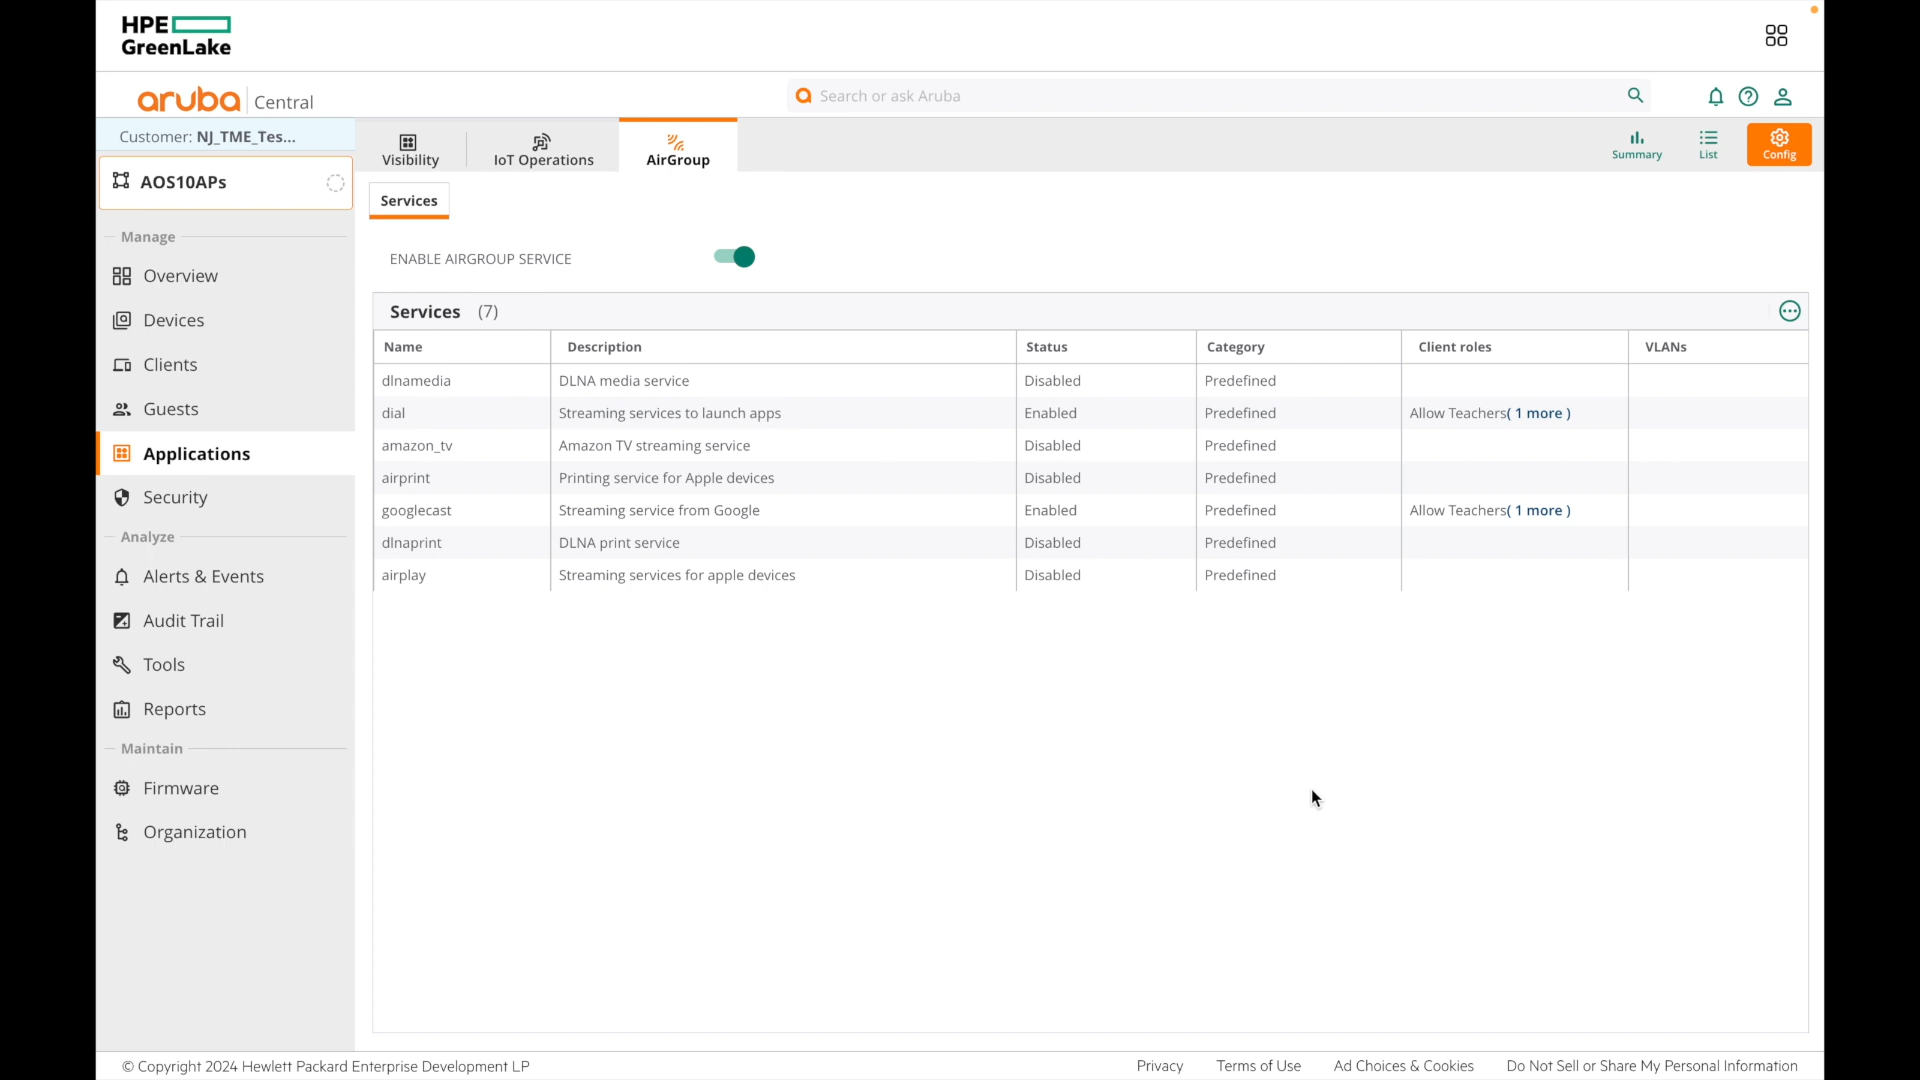 HPE
GreenLake
aruba Central
Search or ask Aruba
Customer: NJ_TME_Tes...
AOS10APs
Manage
Overview
Devices
Clients
Guests
Applications
Security
Analyze
Alerts & Events
Audit Trail
Tools
Reports
Maintain
Firmware
Organization
Visibility
IoT Operations
AirGroup
Summary
List
Config
Services
ENABLE AIRGROUP SERVICE
Services (7)
Name Description Status Category Client roles VLANs
dlnamedia DLNA media service Disabled Predefined
dial Streaming services to launch apps Enabled Predefined Allow Teachers( 1 more )
amazon_tv Amazon TV streaming service Disabled Predefined
airprint Printing service for Apple devices Disabled Predefined
googlecast Streaming service from Google Enabled Predefined Allow Teachers( 1 more )
dlnaprint DLNA print service Disabled Predefined
airplay Streaming services for apple devices Disabled Predefined
© Copyright 2024 Hewlett Packard Enterprise Development LP
Privacy Terms of Use Ad Choices & Cookies Do Not Sell or Share My Personal Information